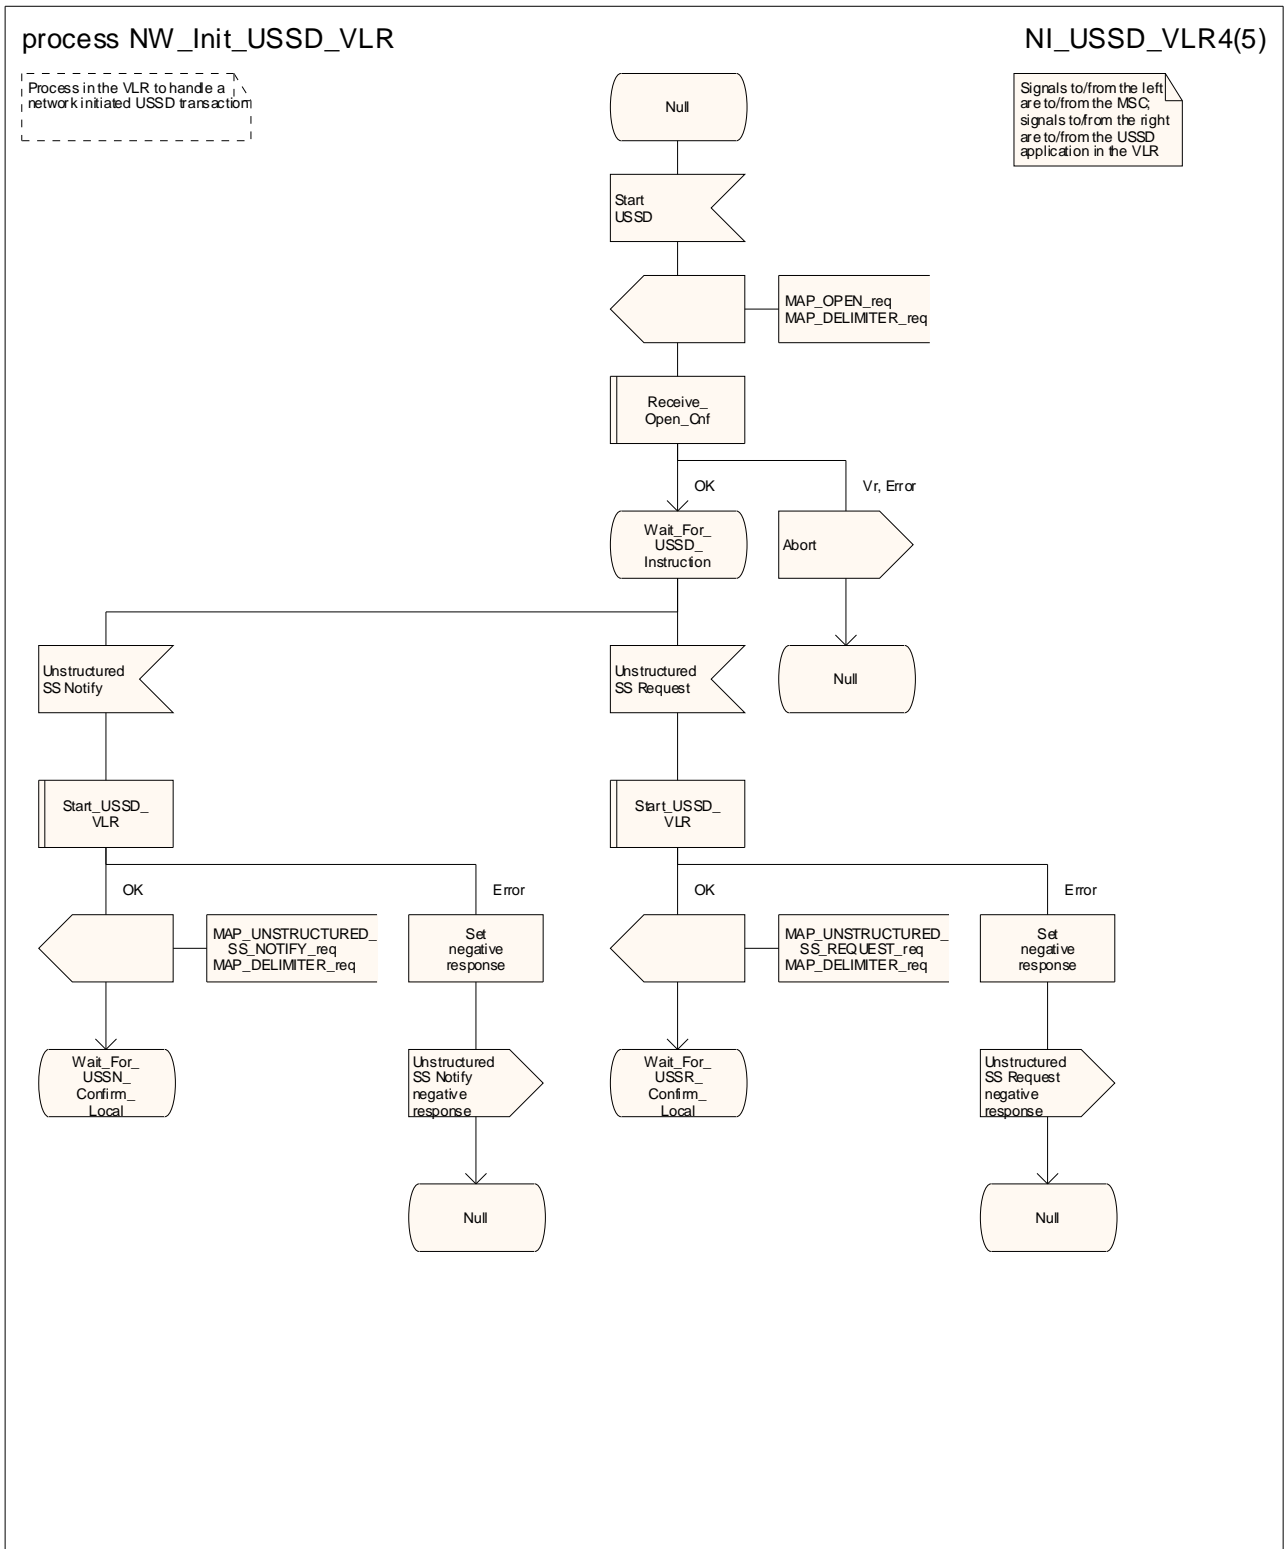 process NW_Init_USSD_VLR
NI_USSD_VLR4(5)
Process in the VLR to handle a
network initiated USSD transaction
Signals to/from the left
are to/from the MSC;
signals to/from the right
are to/from the USSD
application in the VLR
Null
Start
USSD
MAP_OPEN_req
MAP_DELIMITER_req
Receive_
Open_Cnf
OK
Vr, Error
Wait_For_
USSD_
Instruction
Abort
Unstructured
SS Notify
Unstructured
SS Request
Null
Start_USSD_
VLR
Start_USSD_
VLR
OK
Error
OK
Error
MAP_UNSTRUCTURED_
SS_NOTIFY_req
MAP_DELIMITER_req
Set
negative
response
MAP_UNSTRUCTURED_
SS_REQUEST_req
MAP_DELIMITER_req
Set
negative
response
Wait_For_
USSN_
Confirm_
Local
Unstructured
SS Notify
negative
response
Wait_For_
USSR_
Confirm_
Local
Unstructured
SS Request
negative
response
Null
Null